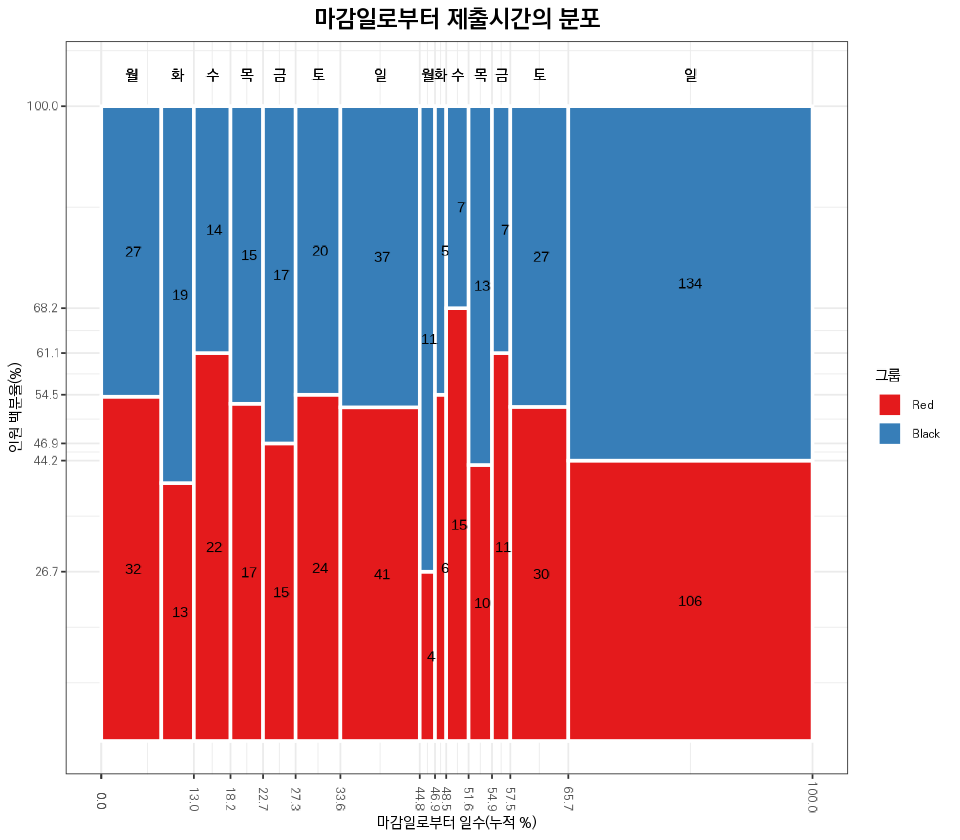 마감일로부터 제출시간의 분포
월 화 수 목 금 토 일 월 화 수 목 금 토 일
100.0
68.2
61.1
54.5
46.9
44.2
26.7
인원 백분율(%)
27 19 14 15 17 20 37 11 5 7 13 7 27 134
32 13 22 17 15 24 41 4 6 15 10 11 30 106
0.0 13.0 18.2 22.7 27.3 33.6 44.8 46.9 48.5 51.6 54.9 57.5 65.7 100.0
마감일로부터 일수(누적 %)
그룹
Red
Black